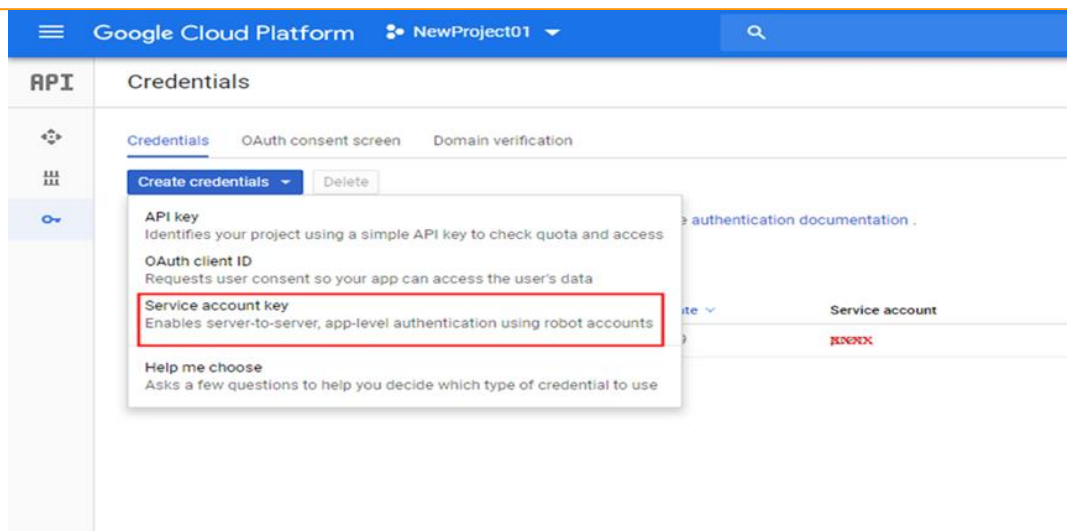 Google Cloud Platform NewProject01
API Credentials
Credentials OAuth consent screen Domain verification
Create credentials Delete
API key
Identifies your project using a simple API key to check quota and access
authentication documentation .
OAuth client ID
Requests user consent so your app can access the user's data
Service account key
Enables server-to-server, app-level authentication using robot accounts
Service account
Help me choose
Asks a few questions to help you decide which type of credential to use